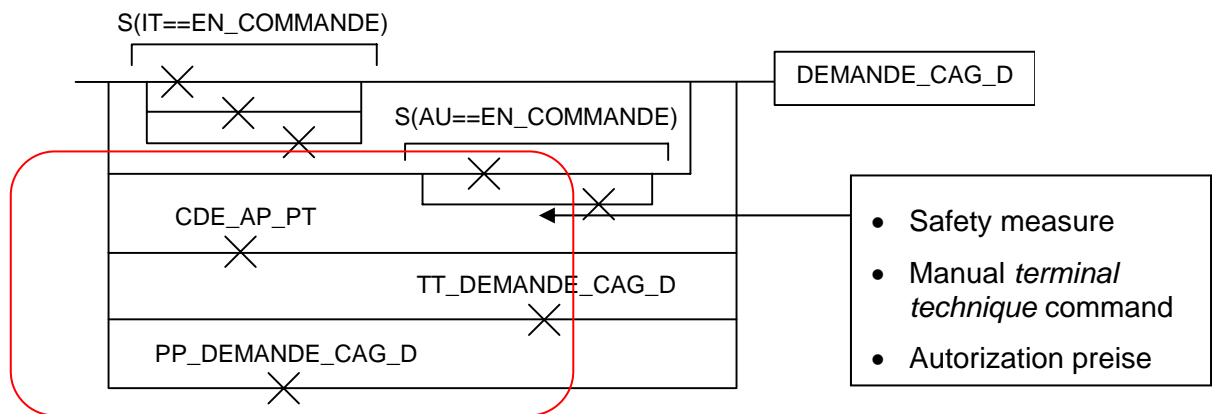 S(IT==EN_COMMANDE)
DEMANDE_CAG_D
S(AU==EN_COMMANDE)
CDE_AP_PT
TT_DEMANDE_CAG_D
PP_DEMANDE_CAG_D
• Safety measure
• Manual terminal
technique command
• Autorization preise